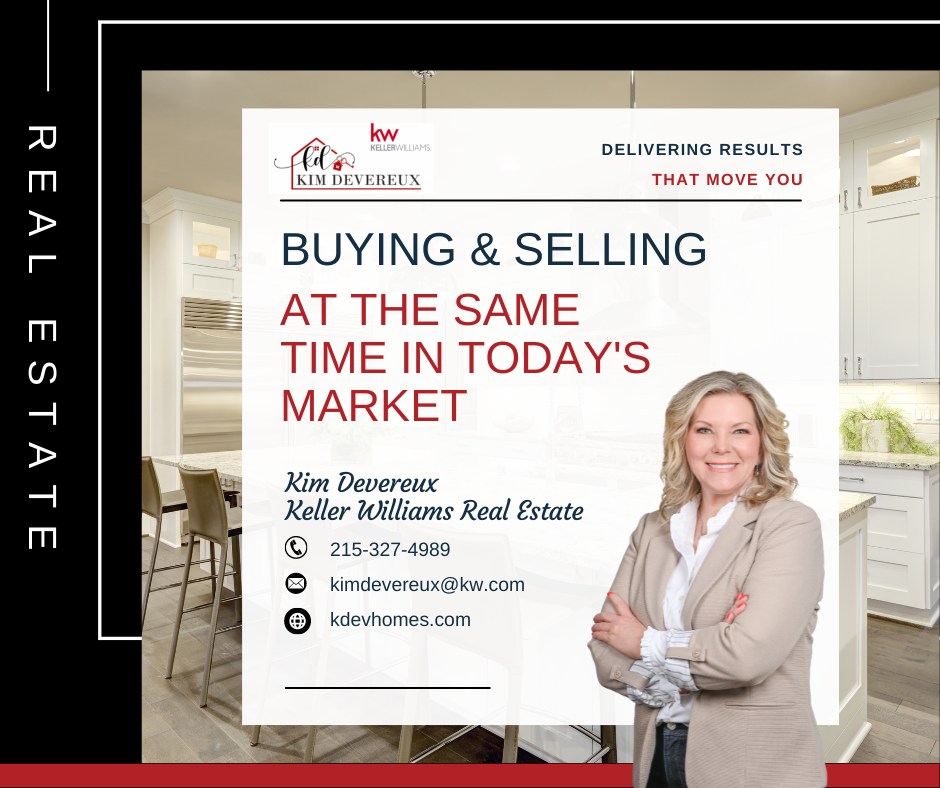 REAL ESTATE
kw
KELLERWILLIAMS.
kd
KIM DEVEREUX
DELIVERING RESULTS
THAT MOVE YOU
BUYING & SELLING
AT THE SAME
TIME IN TODAY'S
MARKET
Kim Devereux
Keller Williams Real Estate
215-327-4989
kimdevereux@kw.com
kdevhomes.com